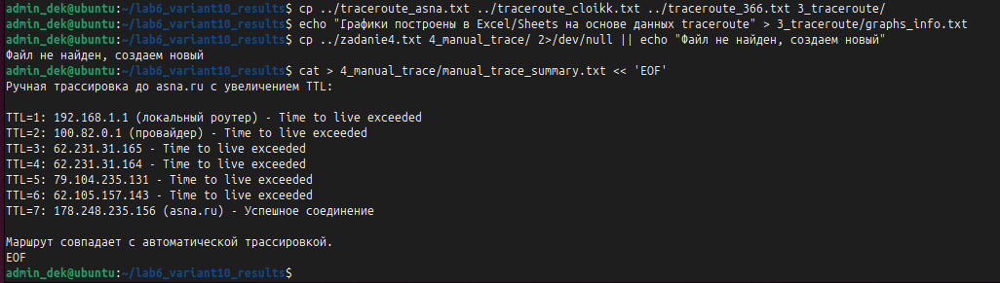 admin_dek@ubuntu:~/lab6_variant10_results$ cp ../traceroute_asna.txt ../traceroute_cloikk.txt ../traceroute_366.txt 3_traceroute/
admin_dek@ubuntu:~/lab6_variant10_results$ echo "Графики построены в Excel/Sheets на основе данных traceroute" > 3_traceroute/graphs_info.txt
admin_dek@ubuntu:~/lab6_variant10_results$ cp ../zadanie4.txt 4_manual_trace/ 2>/dev/null || echo "Файл не найден, создаем новый"
Файл не найден, создаем новый
admin_dek@ubuntu:~/lab6_variant10_results$ cat > 4_manual_trace/manual_trace_summary.txt << 'EOF'
Ручная трассировка до asna.ru с увеличением TTL:
TTL=1: 192.168.1.1 (локальный роутер) - Time to live exceeded
TTL=2: 100.82.0.1 (провайдер) - Time to live exceeded
TTL=3: 62.231.31.165 - Time to live exceeded
TTL=4: 62.231.31.164 - Time to live exceeded
TTL=5: 79.104.235.131 - Time to live exceeded
TTL=6: 62.105.157.143 - Time to live exceeded
TTL=7: 178.248.235.156 (asna.ru) - Успешное соединение
Маршрут совпадает с автоматической трассировкой.
EOF
admin_dek@ubuntu:~/lab6_variant10_results$